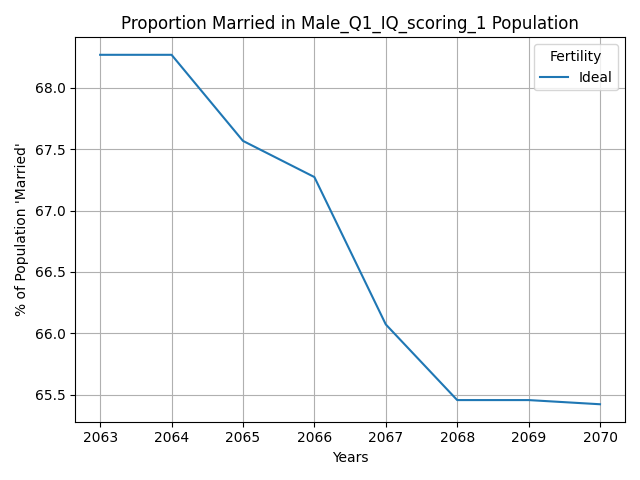 Proportion Married in Male_Q1_IQ_scoring_1 Population
Fertility
Ideal
% of Population 'Married'
68.0
67.5
67.0
66.5
66.0
65.5
2063 2064 2065 2066 2067 2068 2069 2070
Years